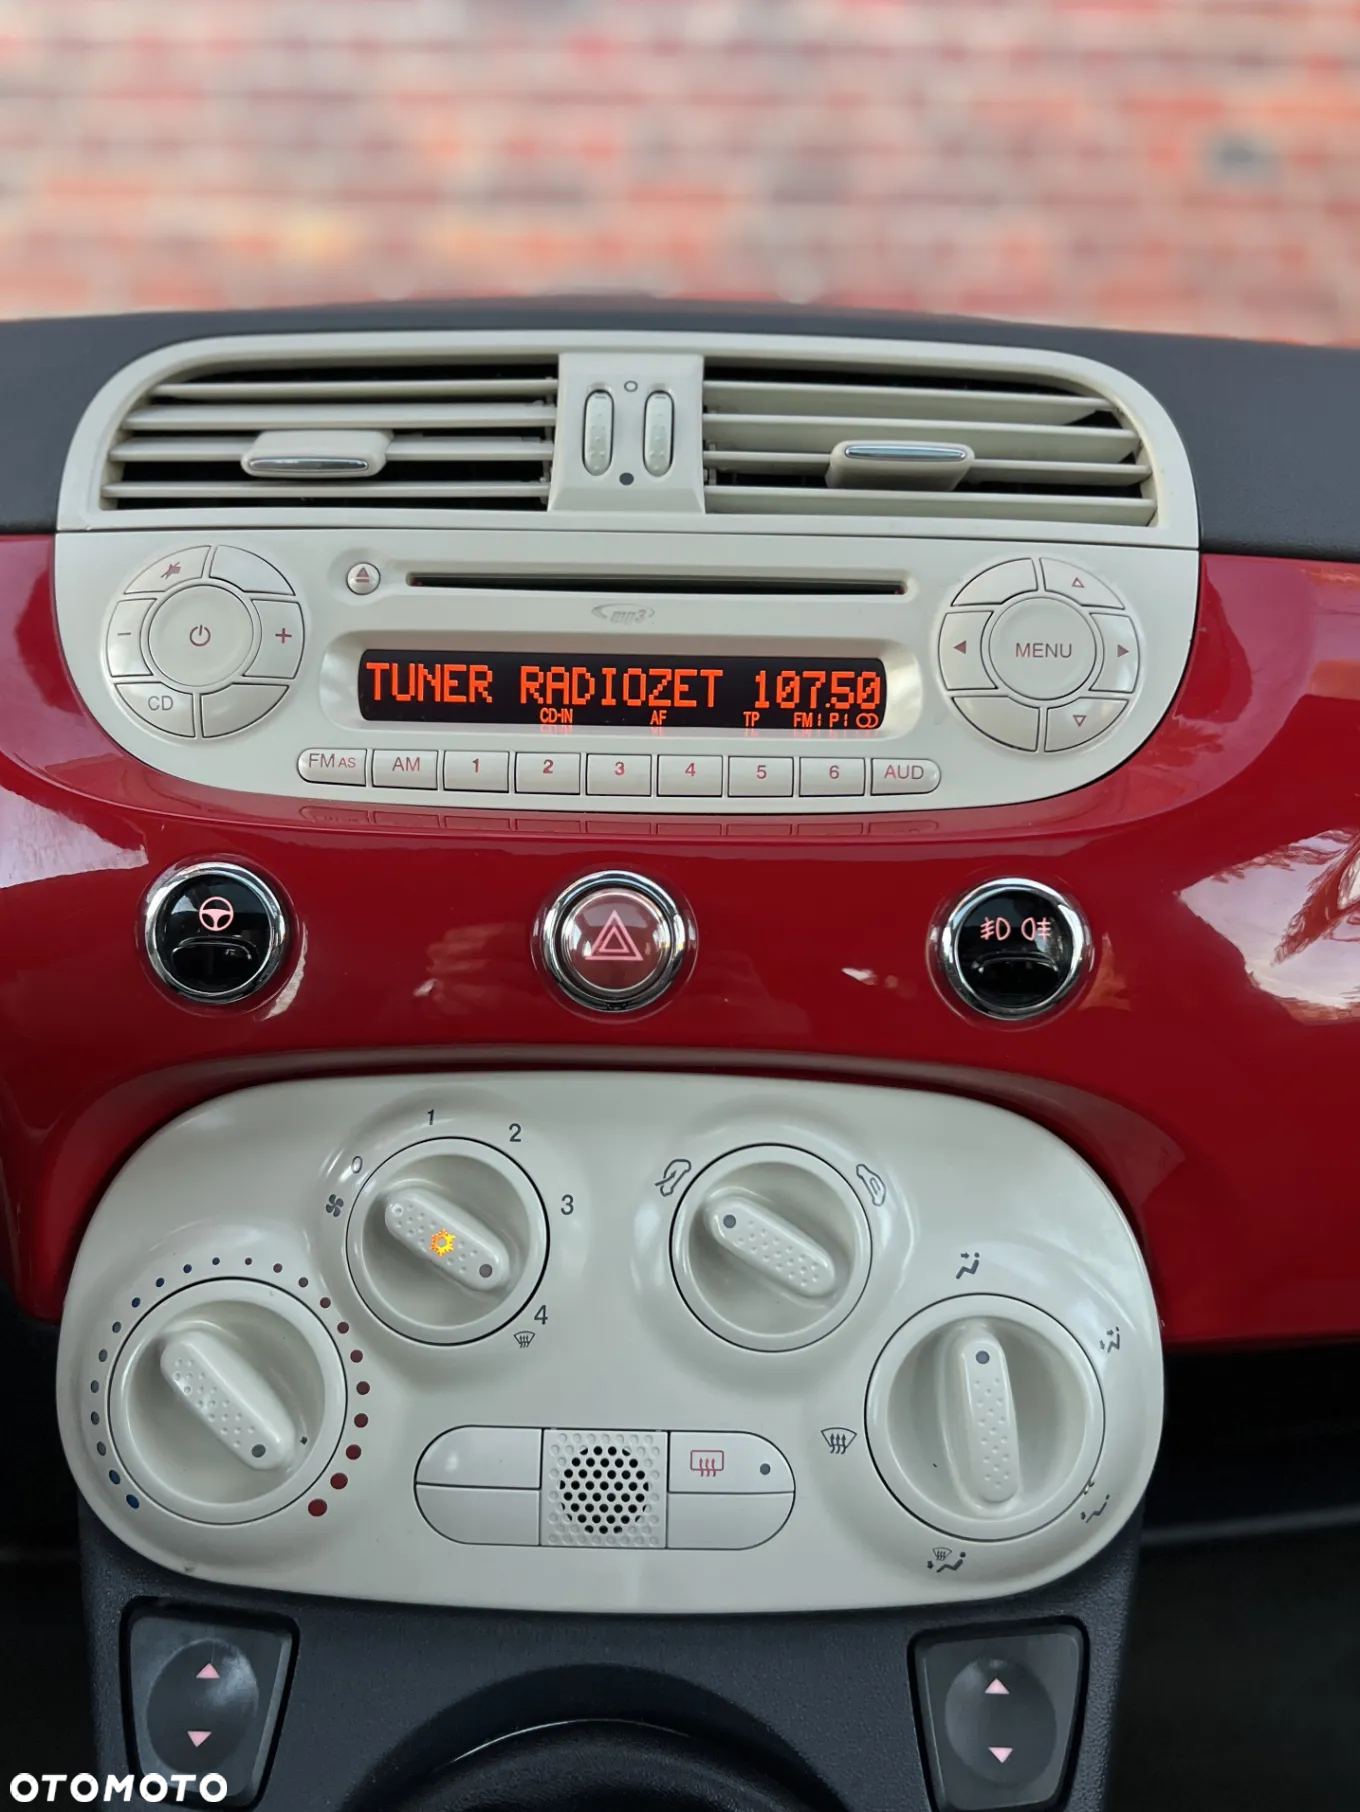 mp3
TUNER RADIOZET 107.50
CD-IN AF TP FM1 P1
CD
MENU
FM AS AM 1 2 3 4 5 6 AUD
0 1 2 3 4
OTOMOTO